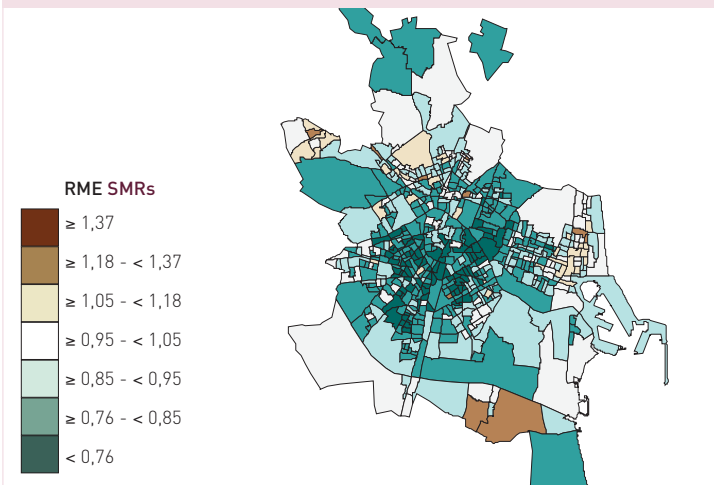 RME SMRs
≥ 1,37
≥ 1,18 - < 1,37
≥ 1,05 - < 1,18
≥ 0,95 - < 1,05
≥ 0,85 - < 0,95
≥ 0,76 - < 0,85
< 0,76